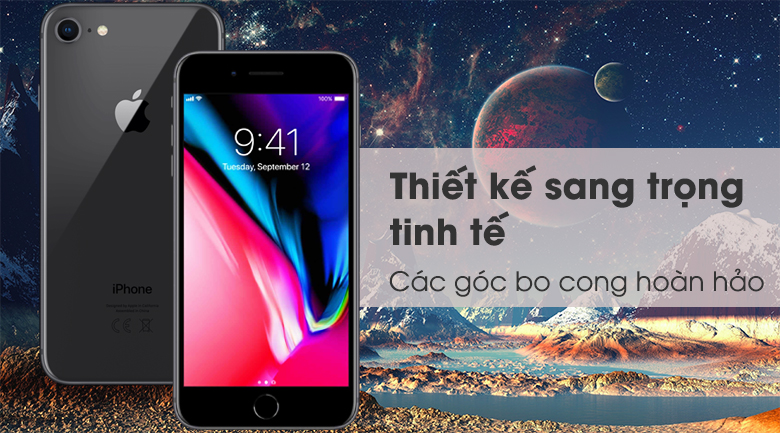 100%
9:41
Tuesday, September 12
Thiết kế sang trọng
tinh tế
Các góc bo cong hoàn hảo
iPhone